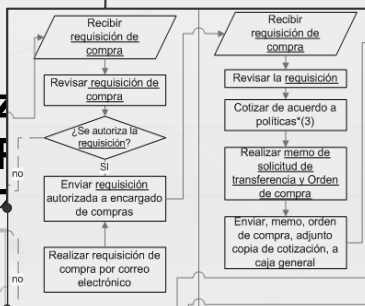 Recibir
requisición de
compra
Revisar requisición de
compra
¿Se autoriza la
requisición?
no
SI
Enviar requisición
autorizada a encargado
de compras
Realizar requisición de
compra por correo
electrónico
no
Recibir
requisición de
compra
Revisar la requisición
Cotizar de acuerdo a
políticas*(3)
Realizar memo de
solicitud de
transferencia y Orden
de compra
Enviar, memo, orden
de compra, adjunto
copia de cotización, a
caja general